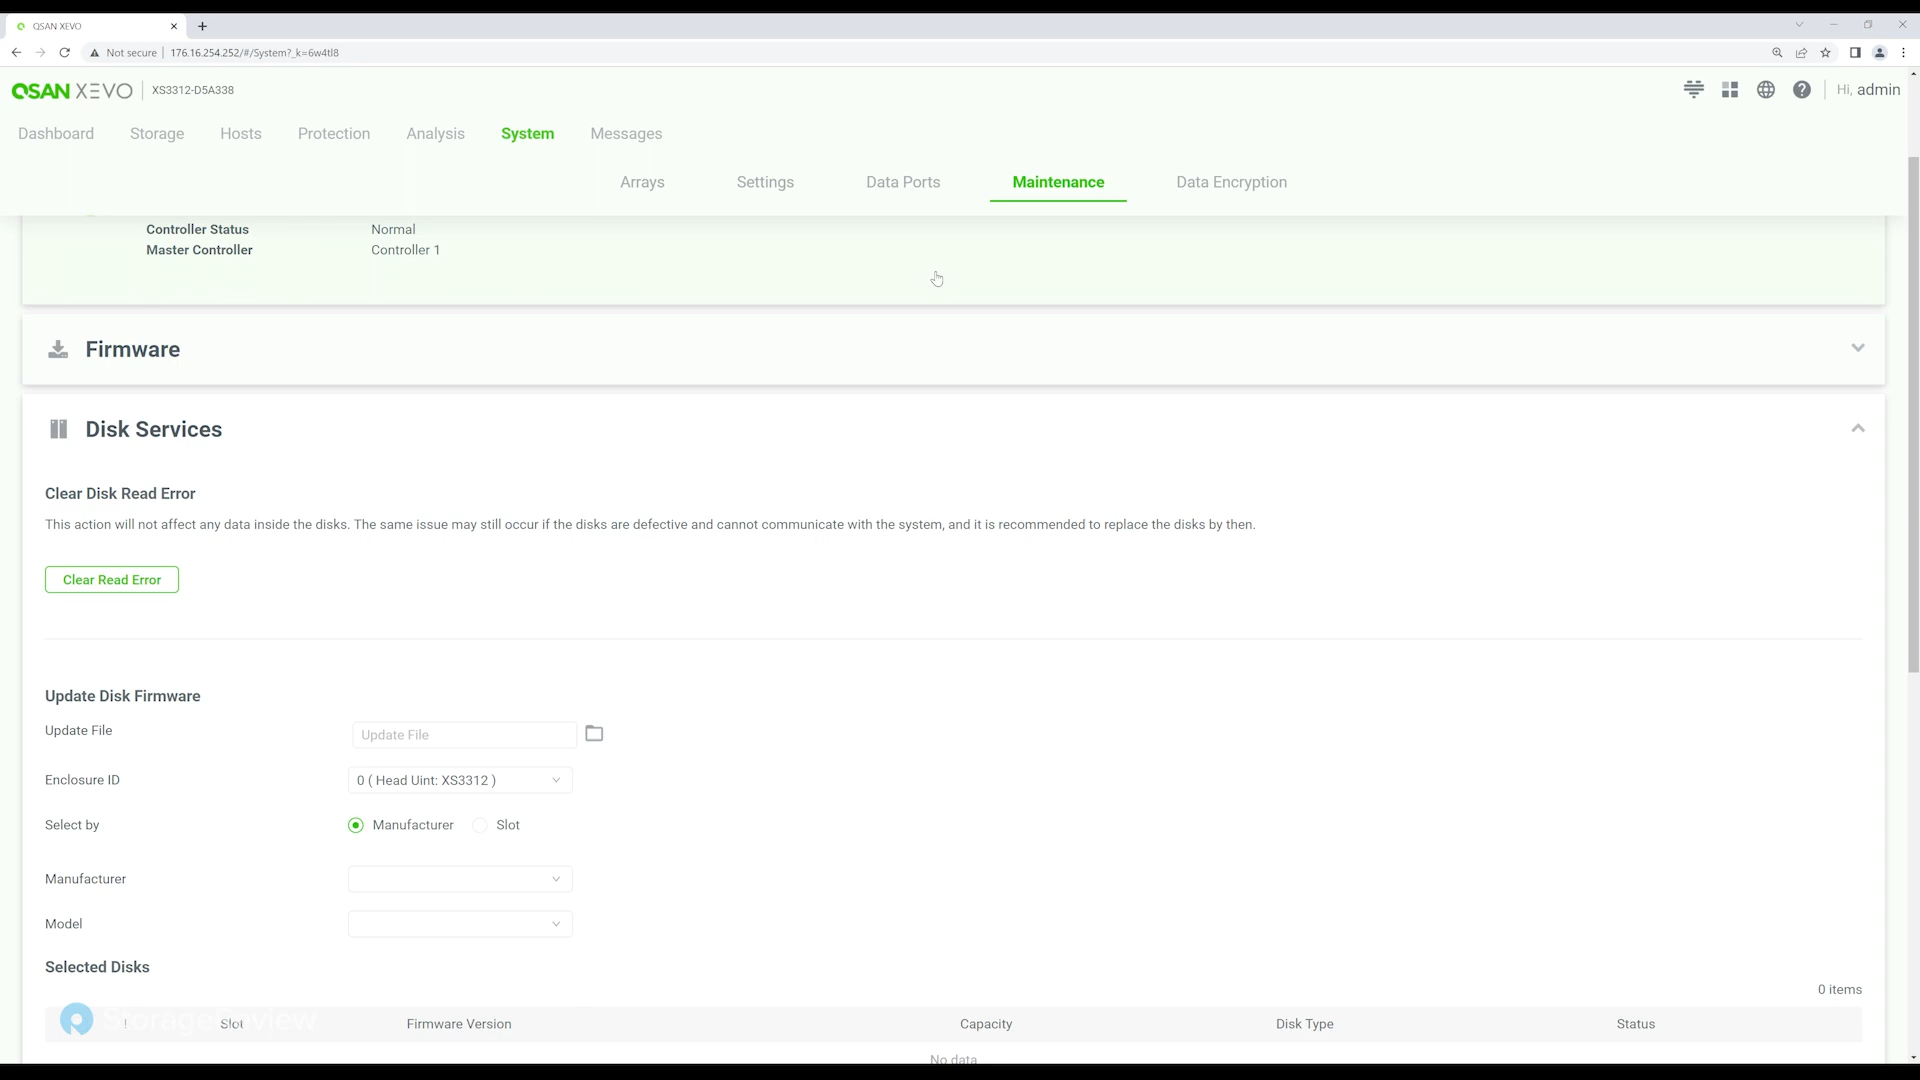 QSAN XEVO
Not secure
176.16.254.252/#/System?_k=6w4tl8
QSAN XEVO
XS3312-D5A338
Hi, admin
Dashboard
Storage
Hosts
Protection
Analysis
System
Messages
Arrays
Settings
Data Ports
Maintenance
Data Encryption
Controller Status
Normal
Master Controller
Controller 1
Firmware
Disk Services
Clear Disk Read Error
This action will not affect any data inside the disks. The same issue may still occur if the disks are defective and cannot communicate with the system, and it is recommended to replace the disks by then.
Clear Read Error
Update Disk Firmware
Update File
Update File
Enclosure ID
0 ( Head Uint: XS3312 )
Select by
Manufacturer
Slot
Manufacturer
Model
Selected Disks
0 items
StorageReview
Slot
Firmware Version
Capacity
Disk Type
Status
No data